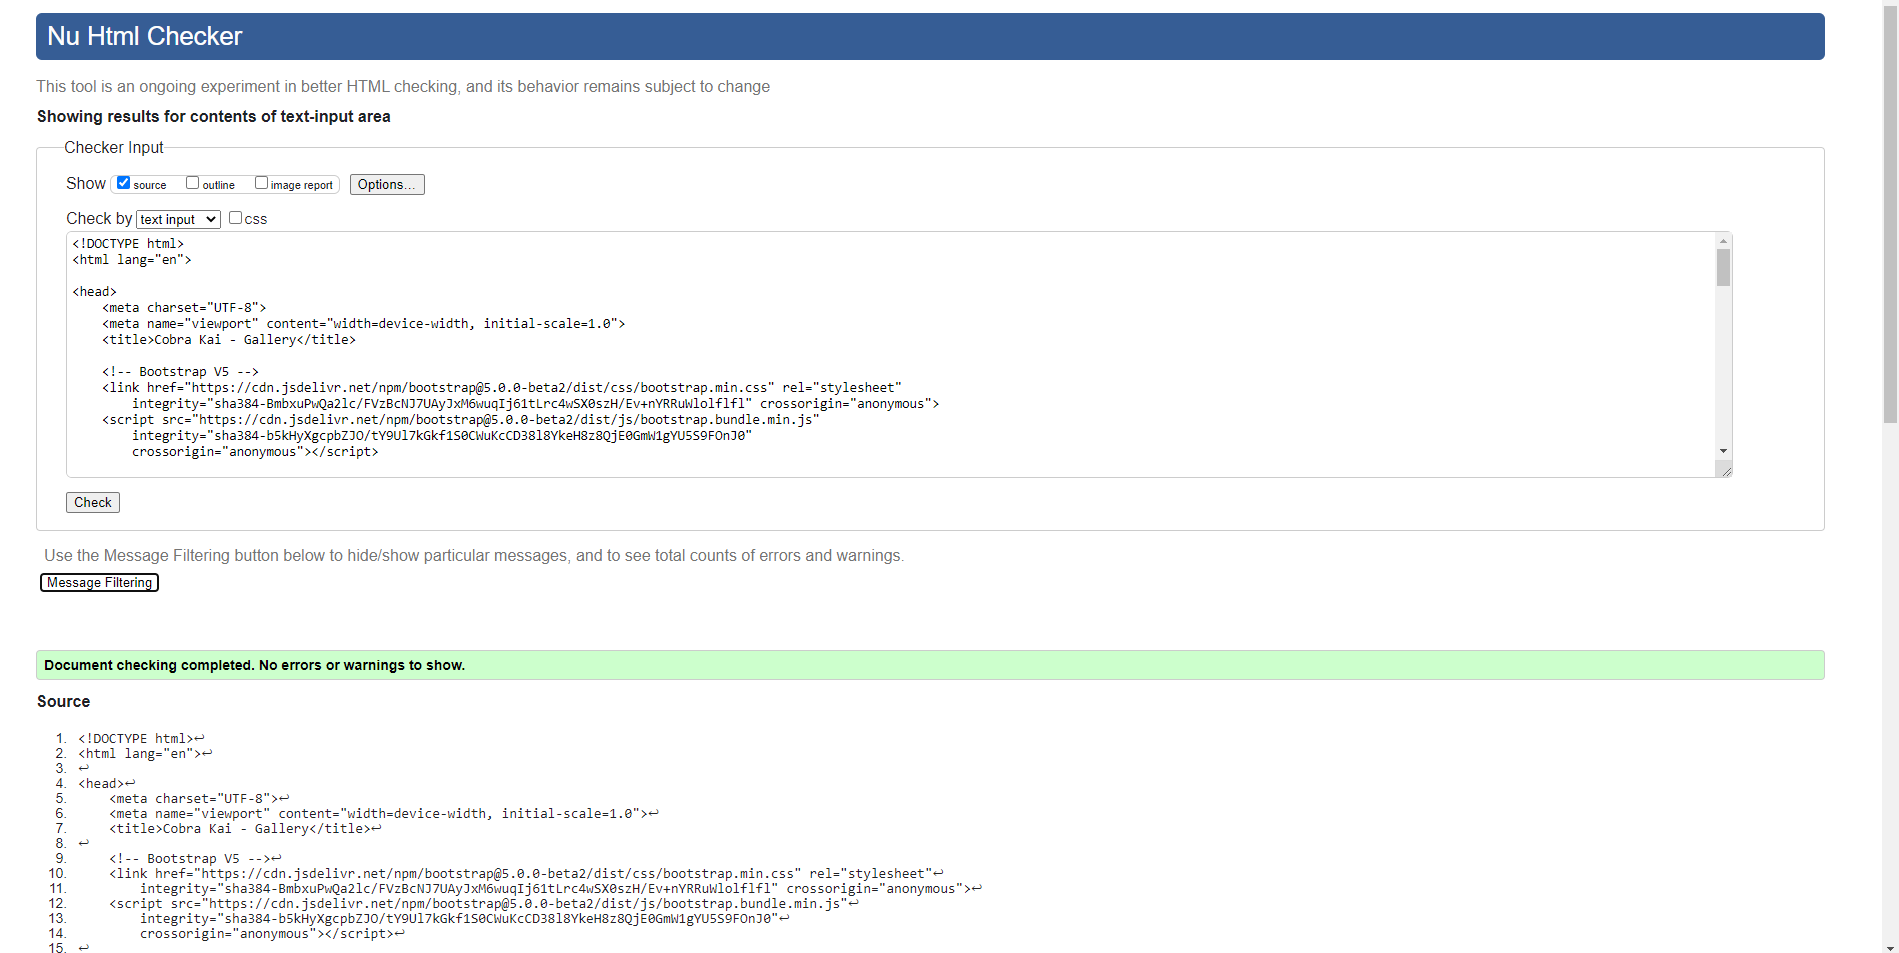 Nu Html Checker
This tool is an ongoing experiment in better HTML checking, and its behavior remains subject to change
Showing results for contents of text-input area
Checker Input
Show source outline image report Options...
Check by text input css
<!DOCTYPE html>
<html lang="en">
<head>
<meta charset="UTF-8">
<meta name="viewport" content="width=device-width, initial-scale=1.0">
<title>Cobra Kai - Gallery</title>
<!-- Bootstrap V5 -->
<link href="https://cdn.jsdelivr.net/npm/bootstrap@5.0.0-beta2/dist/css/bootstrap.min.css" rel="stylesheet"
integrity="sha384-BmbxuPwQa2lc/FVzBcNJ7UAyJxM6wuqIj61tLrc4wSX0szH/Ev+nYRRuWlolflfl" crossorigin="anonymous">
<script src="https://cdn.jsdelivr.net/npm/bootstrap@5.0.0-beta2/dist/js/bootstrap.bundle.min.js"
integrity="sha384-b5kHyXgcpbZJO/tY9Ul7kGkf1S0CWuKcCD38l8YkeH8z8QjE0GmW1gYU5S9FOnJ0"
crossorigin="anonymous"></script>
Check
Use the Message Filtering button below to hide/show particular messages, and to see total counts of errors and warnings.
Message Filtering
Document checking completed. No errors or warnings to show.
Source
1. <!DOCTYPE html>↩
2. <html lang="en">↩
3. ↩
4. <head>↩
5. <meta charset="UTF-8">↩
6. <meta name="viewport" content="width=device-width, initial-scale=1.0">↩
7. <title>Cobra Kai - Gallery</title>↩
8. ↩
9. <!-- Bootstrap V5 -->↩
10. <link href="https://cdn.jsdelivr.net/npm/bootstrap@5.0.0-beta2/dist/css/bootstrap.min.css" rel="stylesheet"↩
11. integrity="sha384-BmbxuPwQa2lc/FVzBcNJ7UAyJxM6wuqIj61tLrc4wSX0szH/Ev+nYRRuWlolflfl" crossorigin="anonymous">↩
12. <script src="https://cdn.jsdelivr.net/npm/bootstrap@5.0.0-beta2/dist/js/bootstrap.bundle.min.js"↩
13. integrity="sha384-b5kHyXgcpbZJO/tY9Ul7kGkf1S0CWuKcCD38l8YkeH8z8QjE0GmW1gYU5S9FOnJ0"↩
14. crossorigin="anonymous"></script>↩
15. ↩